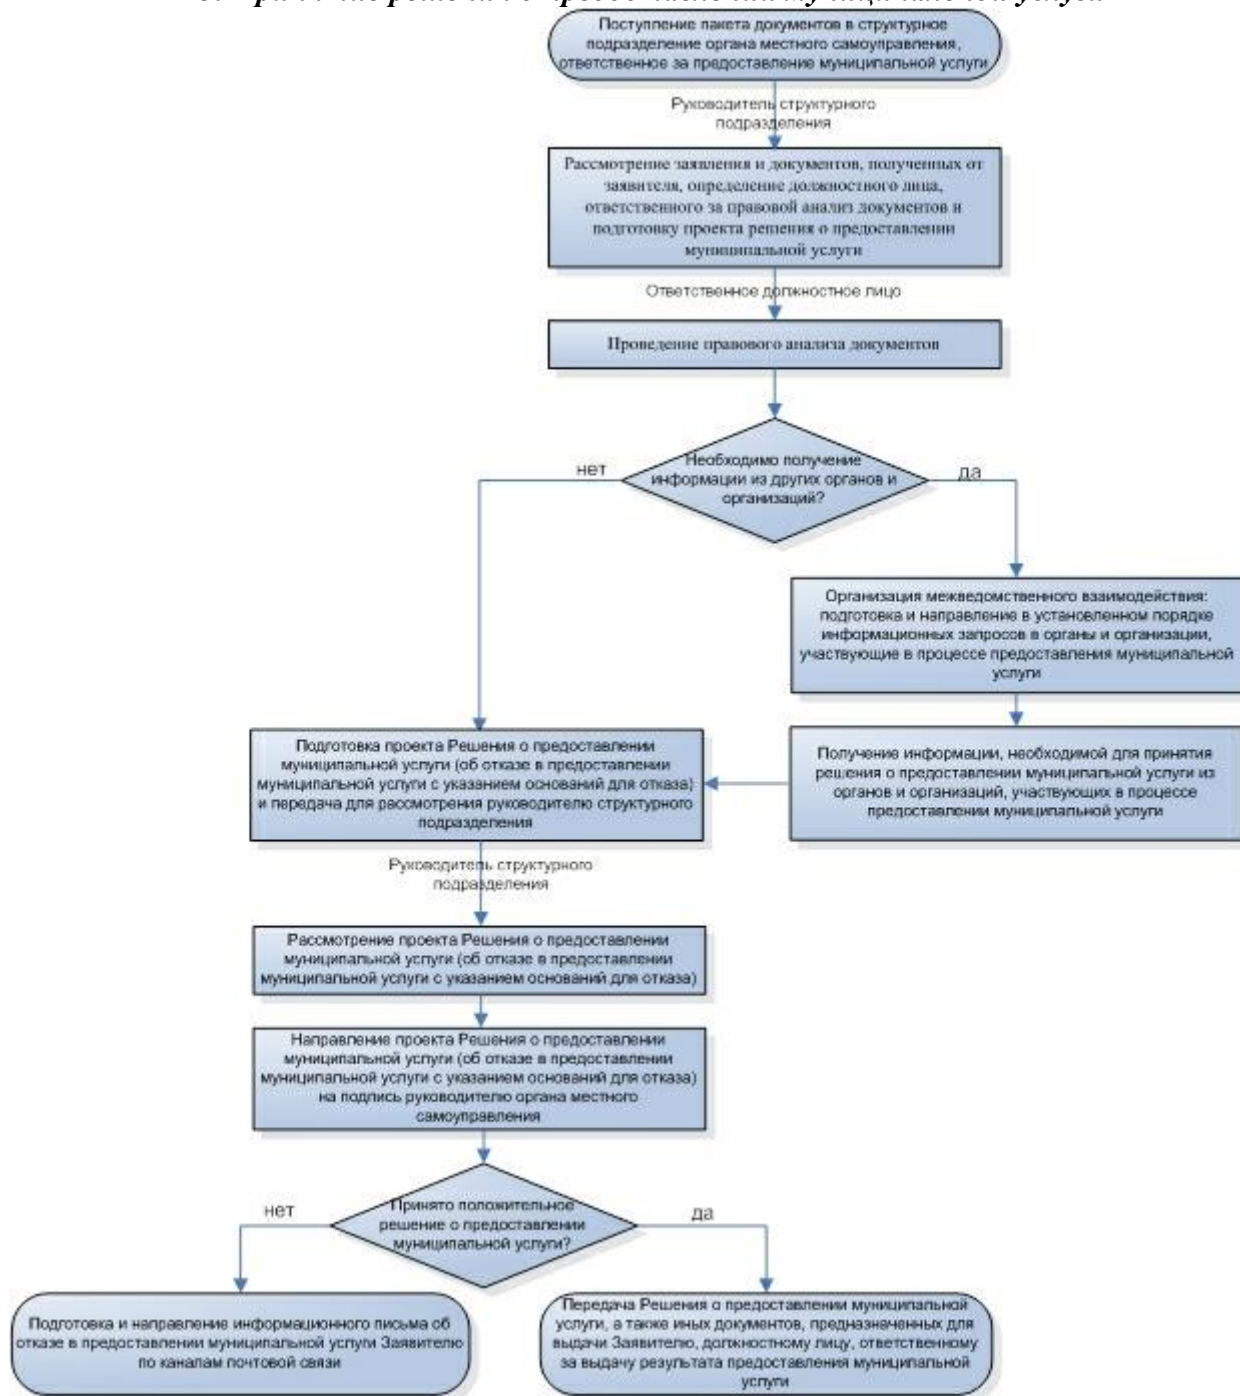 Поступление пакета документов в структурное
подразделение органа местного самоуправления,
ответственное за предоставление муниципальной услуги
Руководитель структурного
подразделения
Рассмотрение заявления и документов, полученных от
заявителя, определение должностного лица,
ответственного за правовой анализ документов и
подготовку проекта решения о предоставлении
муниципальной услуги
Ответственное должностное лицо
Проведение правового анализа документов
Необходимо получение
информации из других органов и
организаций?
нет
да
Организация межведомственного взаимодействия:
подготовка и направление в установленном порядке
информационных запросов в органы и организации,
участвующие в процессе предоставления муниципальной
услуги
Получение информации, необходимой для принятия
решения о предоставлении муниципальной услуги из
органов и организаций, участвующих в процессе
предоставлении муниципальной услуги
Подготовка проекта Решения о предоставлении
муниципальной услуги (об отказе в предоставлении
муниципальной услуги с указанием оснований для отказа)
и передача для рассмотрения руководителю структурного
подразделения
Руководитель структурного
подразделения
Рассмотрение проекта Решения о предоставлении
муниципальной услуги (об отказе в предоставлении
муниципальной услуги с указанием оснований для отказа)
Направление проекта Решения о предоставлении
муниципальной услуги (об отказе в предоставлении
муниципальной услуги с указанием оснований для отказа)
на подпись руководителю органа местного
самоуправления
Принято положительное
решение о предоставлении
муниципальной услуги?
нет
да
Подготовка и направление информационного письма об
отказе в предоставлении муниципальной услуги Заявителю
по каналам почтовой связи
Передача Решения о предоставлении муниципальной
услуги, а также иных документов, предназначенных для
выдачи Заявителю, должностному лицу, ответственному
за выдачу результата предоставления муниципальной
услуги